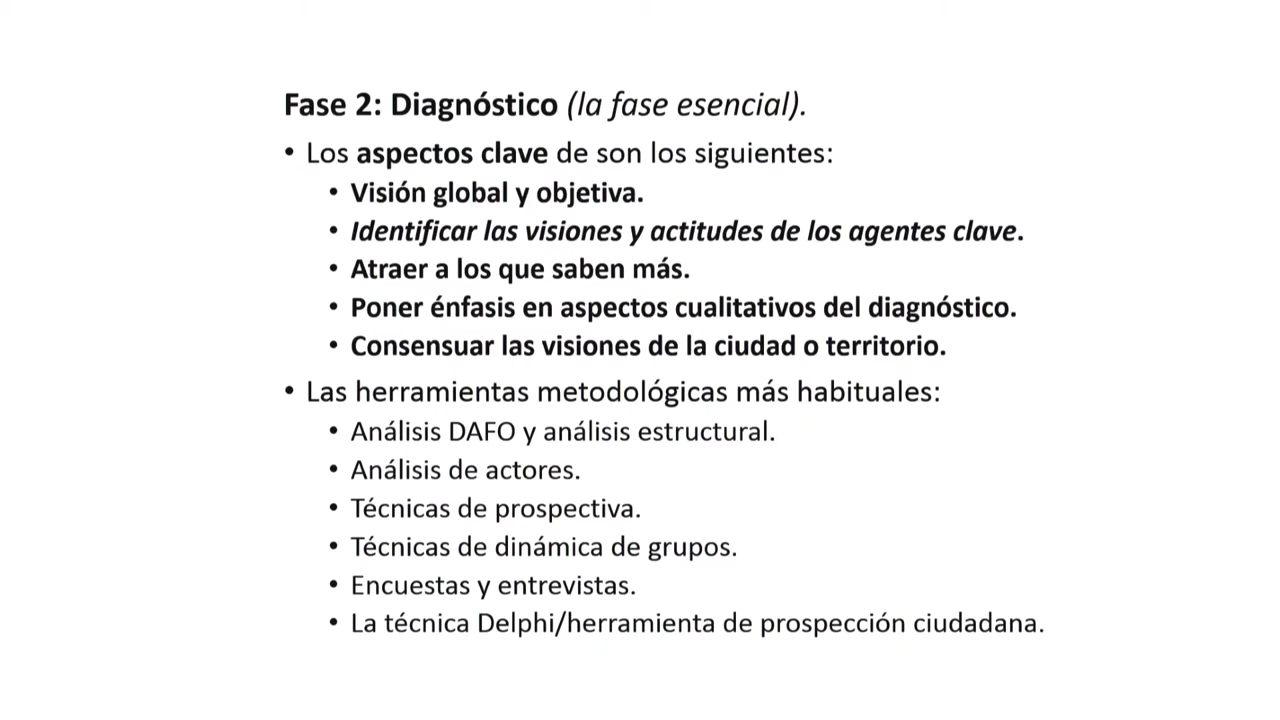 Fase 2: Diagnóstico (la fase esencial).
• Los aspectos clave de son los siguientes:
• Visión global y objetiva.
• Identificar las visiones y actitudes de los agentes clave.
• Atraer a los que saben más.
• Poner énfasis en aspectos cualitativos del diagnóstico.
• Consensuar las visiones de la ciudad o territorio.
• Las herramientas metodológicas más habituales:
• Análisis DAFO y análisis estructural.
• Análisis de actores.
• Técnicas de prospectiva.
• Técnicas de dinámica de grupos.
• Encuestas y entrevistas.
• La técnica Delphi/herramienta de prospección ciudadana.